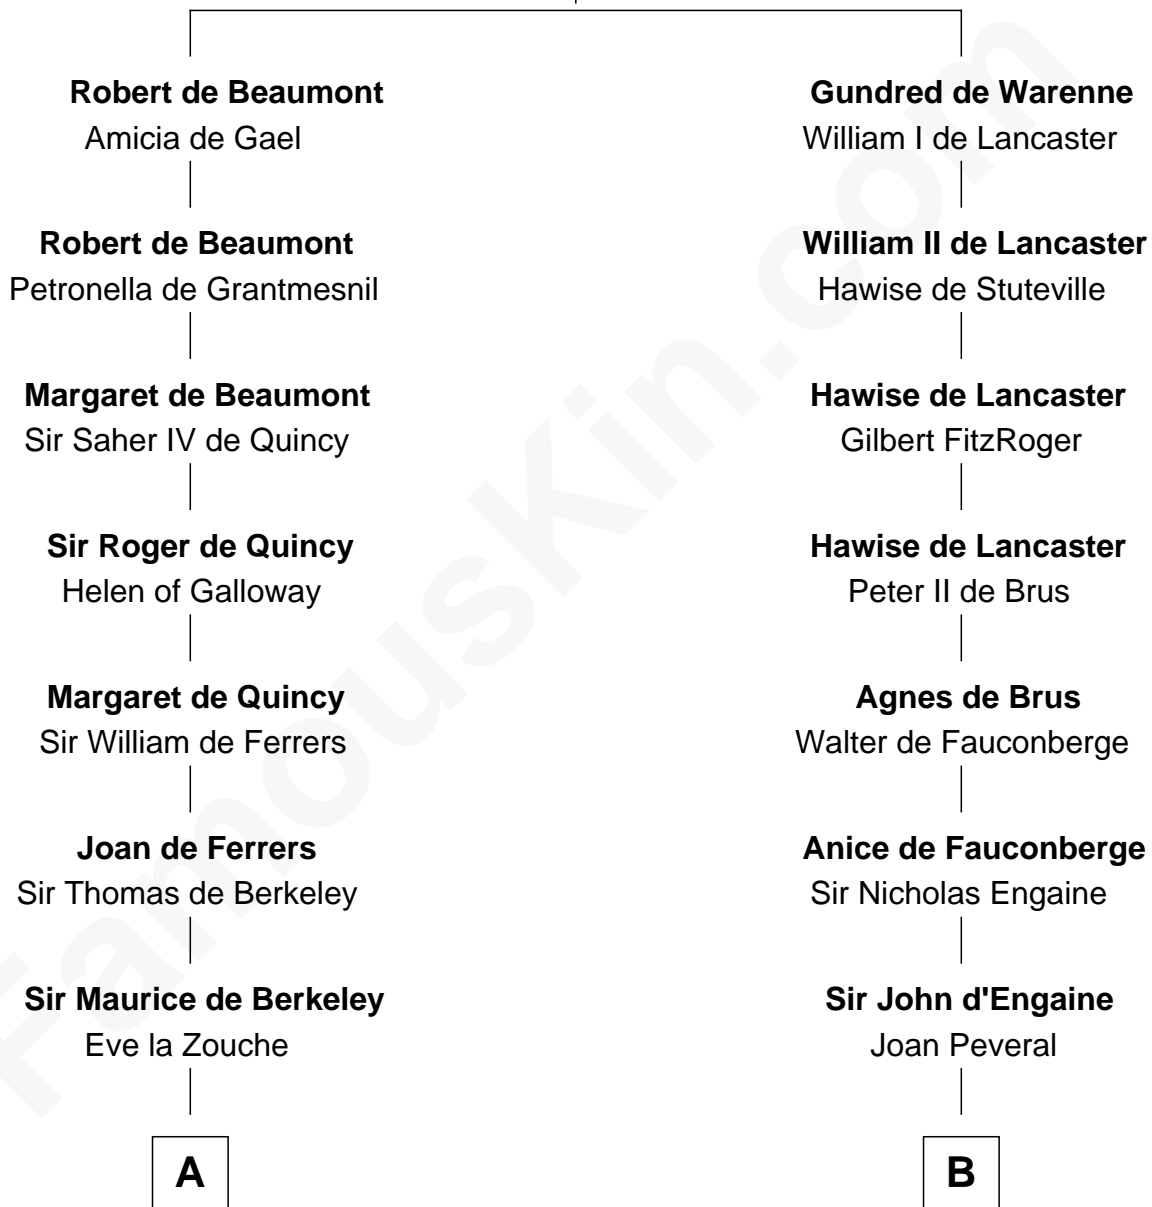 Robert de Beaumont
Amicia de Gael
Gundred de Warenne
William I de Lancaster
Robert de Beaumont
Petronella de Grantmesnil
William II de Lancaster
Hawise de Stuteville
Margaret de Beaumont
Sir Saher IV de Quincy
Hawise de Lancaster
Gilbert FitzRoger
Sir Roger de Quincy
Helen of Galloway
Hawise de Lancaster
Peter II de Brus
Margaret de Quincy
Sir William de Ferrers
Agnes de Brus
Walter de Fauconberge
Joan de Ferrers
Sir Thomas de Berkeley
Anice de Fauconberge
Sir Nicholas Engaine
Sir Maurice de Berkeley
Eve la Zouche
Sir John d'Engaine
Joan Peveral
A
B
FamousKin.com